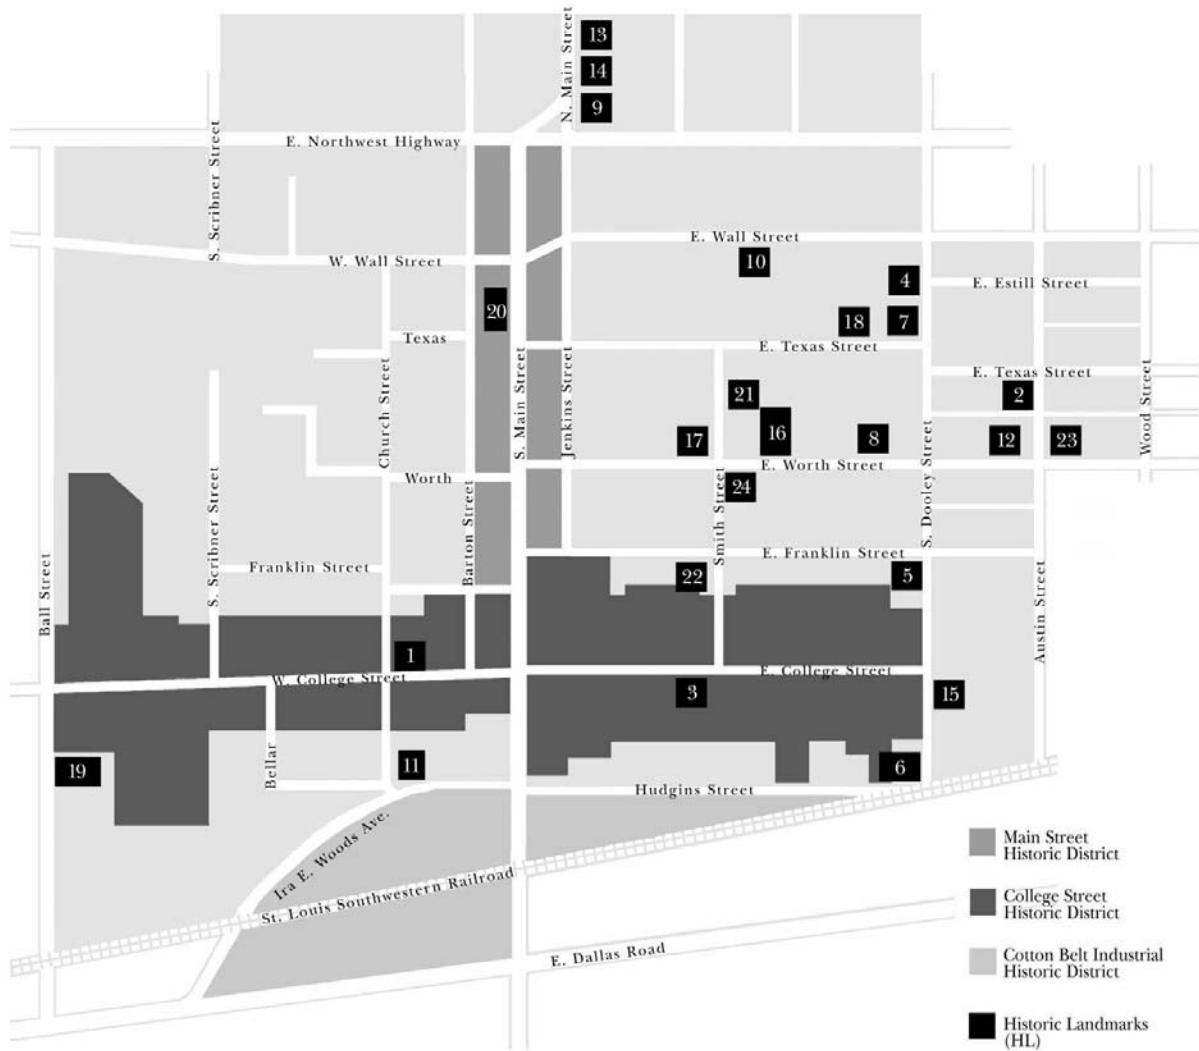 13
N. Main Street
14
9
E. Northwest Highway
S. Scribner Street
E. Wall Street
W. Wall Street
10
4
E. Estill Street
20
18
7
Texas
E. Texas Street
E. Texas Street
Church Street
S. Main Street
Jenkins Street
21
2
Wood Street
17
16
8
12
23
S. Dooley Street
E. Worth Street
Worth
24
S. Scribner Street
Barton Street
Smith Street
E. Franklin Street
Franklin Street
22
5
Ball Street
Austin Street
1
W. College Street
E. College Street
3
15
Bellar
19
11
6
Hudgins Street
Ira E. Woods Ave.
St. Louis Southwestern Railroad
E. Dallas Road
Main Street
Historic District
College Street
Historic District
Cotton Belt Industrial
Historic District
Historic Landmarks
(HL)